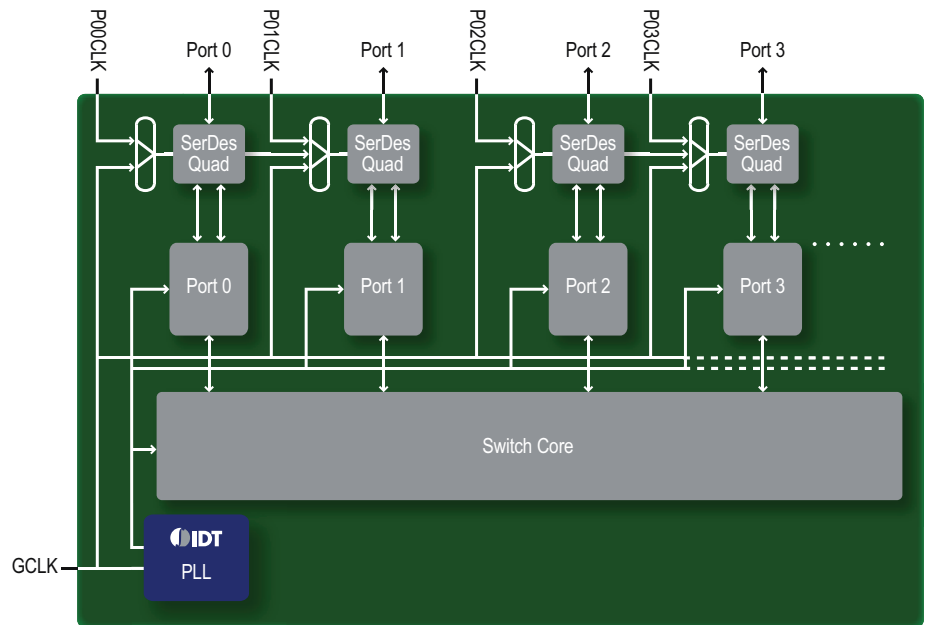 P00CLK
Port 0
P01CLK
Port 1
P02CLK
Port 2
P03CLK
Port 3
SerDes
Quad
SerDes
Quad
SerDes
Quad
SerDes
Quad
Port 0
Port 1
Port 2
Port 3
Switch Core
IDT
PLL
GCLK